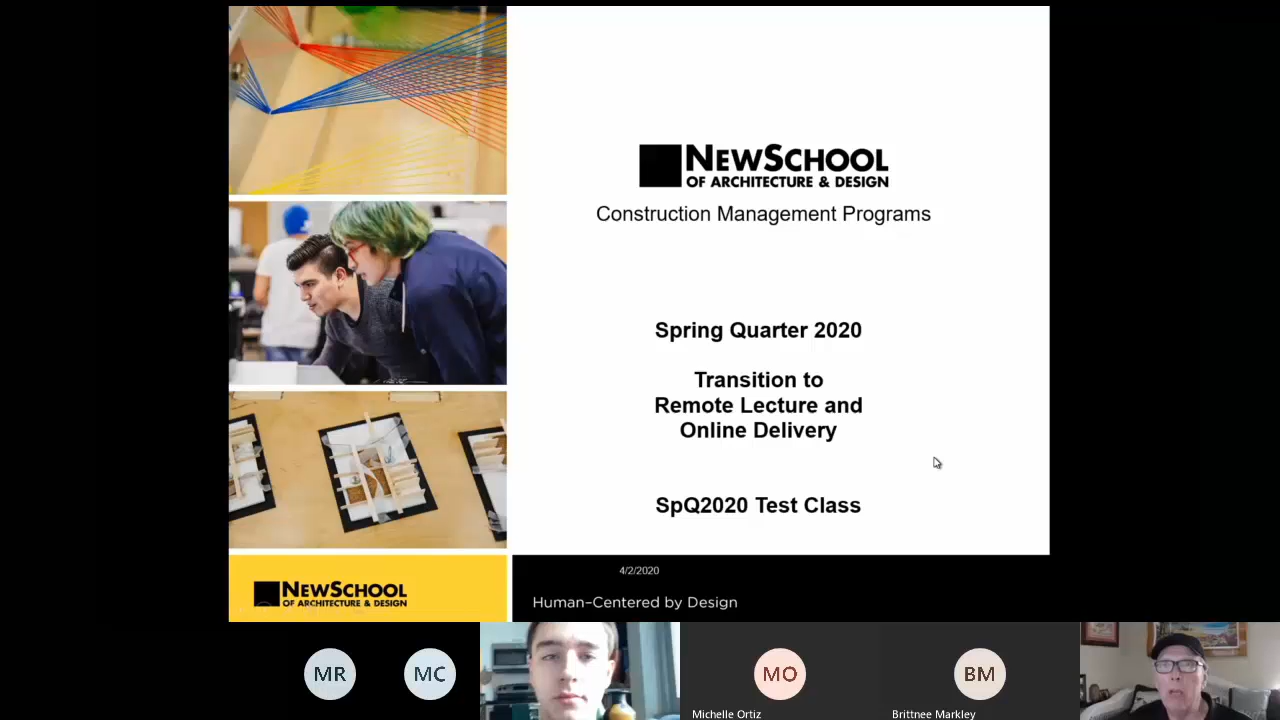 NEWSCHOOL
OF ARCHITECTURE & DESIGN
Construction Management Programs
Spring Quarter 2020
Transition to
Remote Lecture and
Online Delivery
SpQ2020 Test Class
NEWSCHOOL
OF ARCHITECTURE & DESIGN
4/2/2020
Human–Centered by Design
MR
MC
MO
BM
Michelle Ortiz
Brittnee Markley